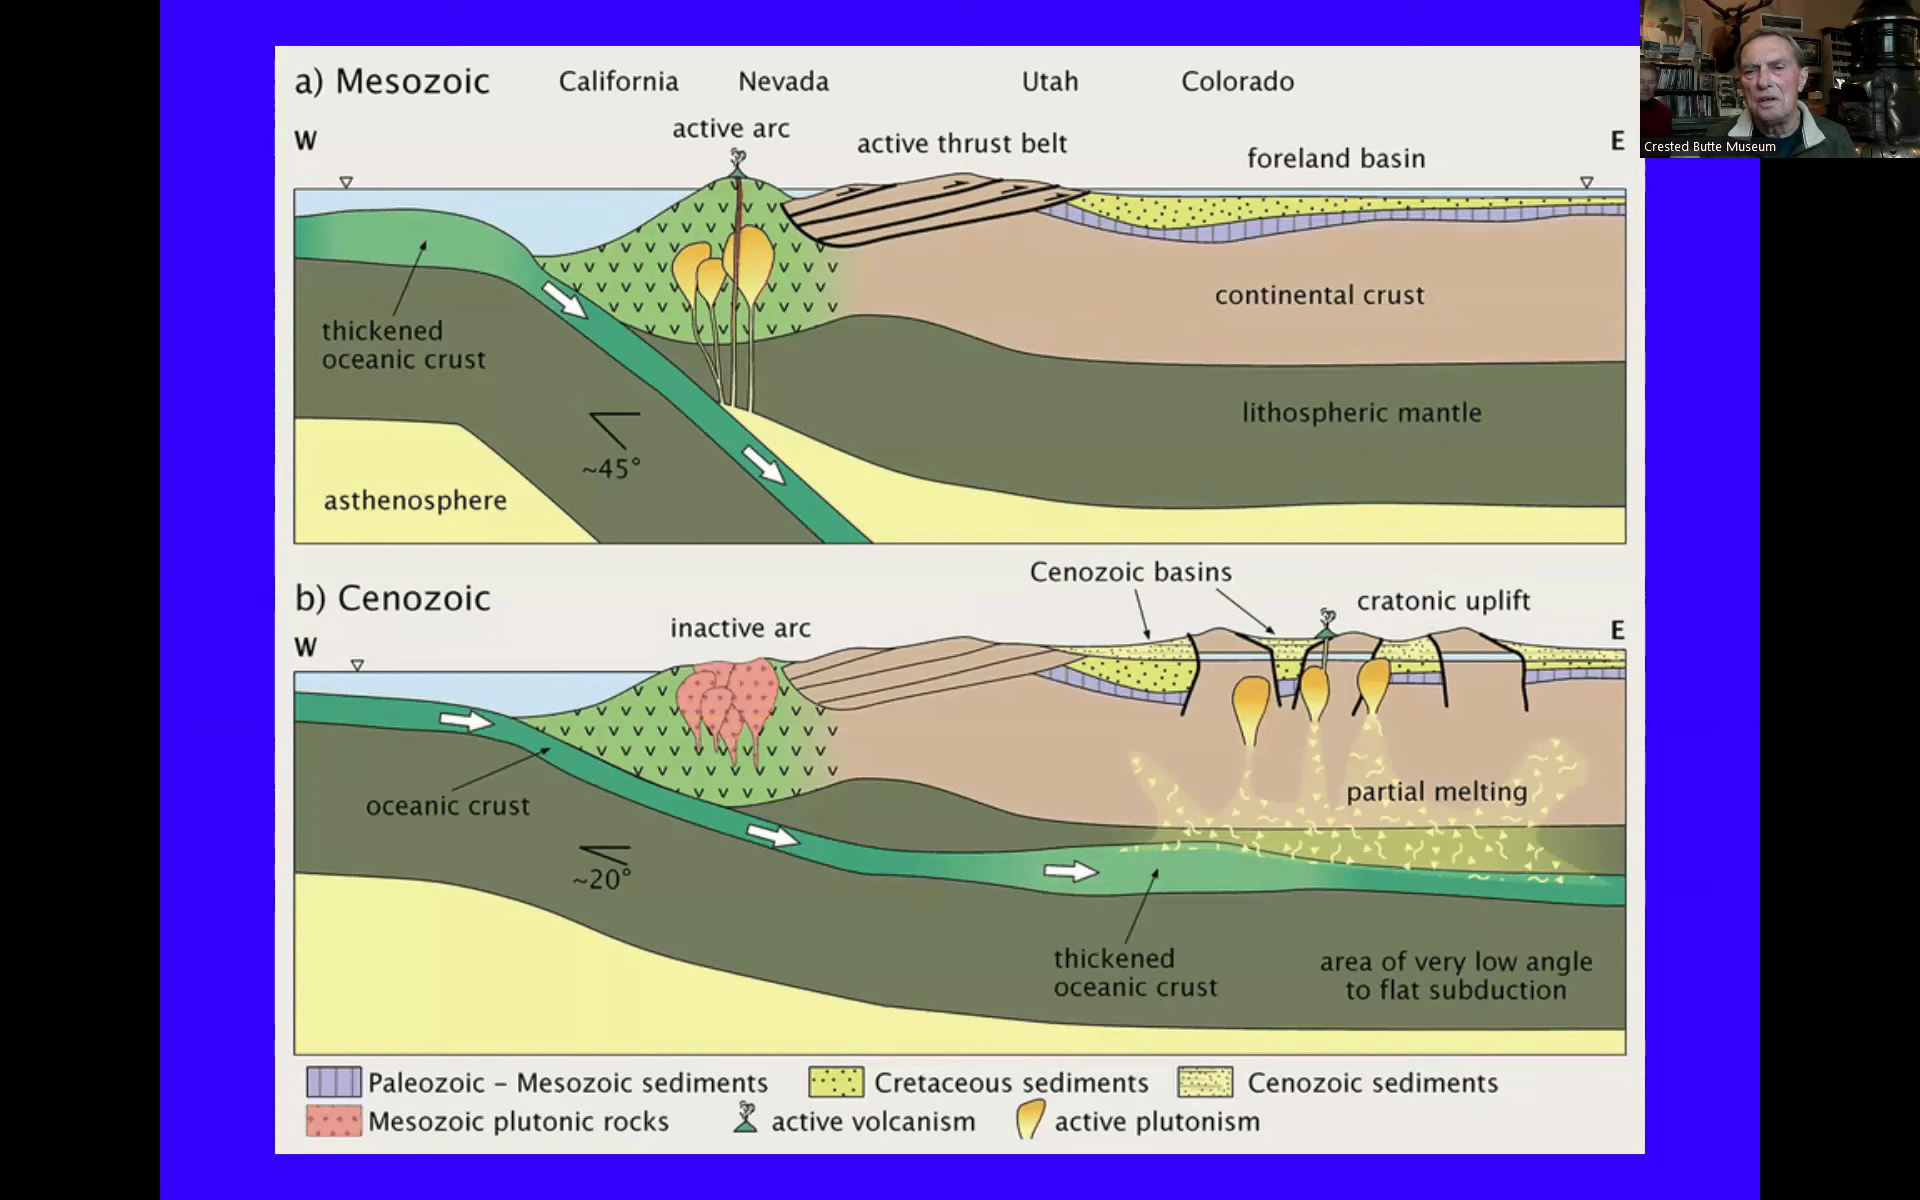 a) Mesozoic
California
Nevada
Utah
Colorado
Crested Butte Museum
W
active arc
active thrust belt
foreland basin
E
continental crust
thickened
oceanic crust
lithospheric mantle
~45°
asthenosphere
b) Cenozoic
Cenozoic basins
cratonic uplift
W
inactive arc
E
oceanic crust
partial melting
~20°
thickened
oceanic crust
area of very low angle
to flat subduction
Paleozoic – Mesozoic sediments
Cretaceous sediments
Cenozoic sediments
Mesozoic plutonic rocks
active volcanism
active plutonism